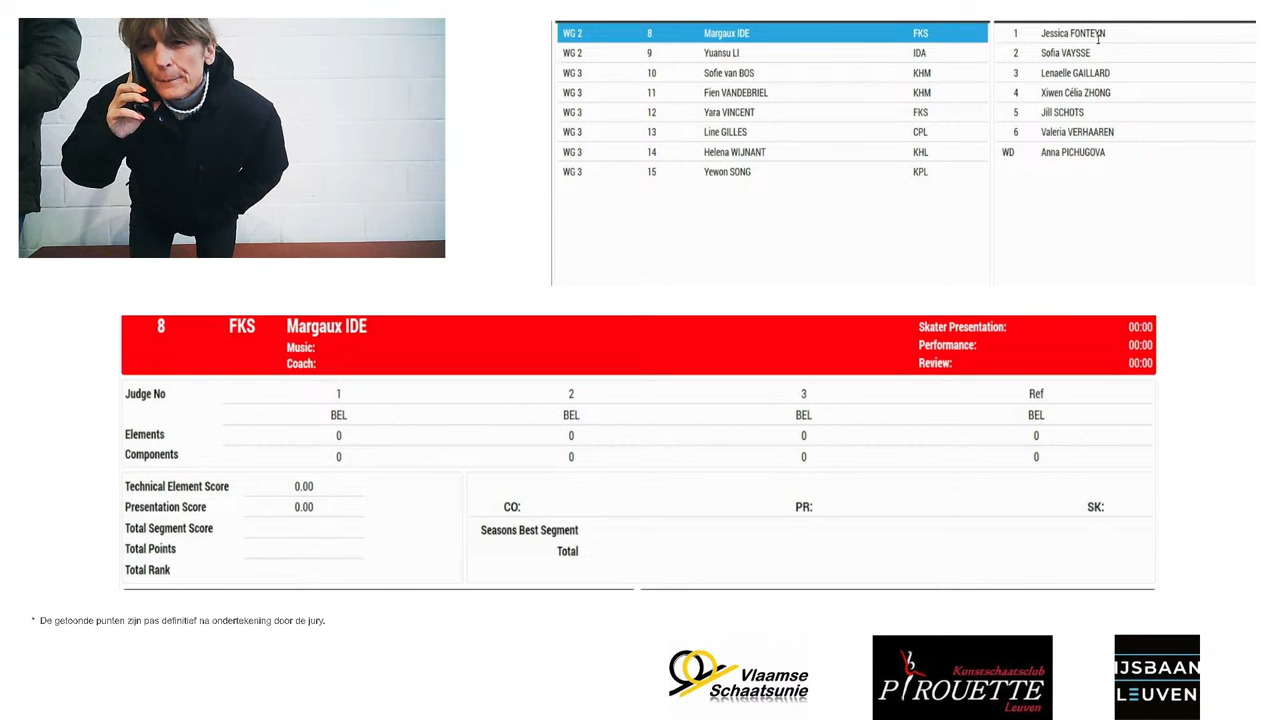 WG 2 8 Margaux IDE FKS
WG 2 9 Yuansu LI IDA
WG 3 10 Sofie van BOS KHM
WG 3 11 Fien VANDEBRIEL KHM
WG 3 12 Yara VINCENT FKS
WG 3 13 Line GILLES CPL
WG 3 14 Helena WIJNANT KHL
WG 3 15 Yewon SONG KPL
1 Jessica FONTEYN
2 Sofia VAYSSE
3 Lenaelle GAILLARD
4 Xiwen Célia ZHONG
5 Jill SCHOTS
6 Valeria VERHAAREN
WD Anna PICHUGOVA
8 FKS Margaux IDE
Music:
Coach:
Skater Presentation: 00:00
Performance: 00:00
Review: 00:00
Judge No 1 2 3 Ref
BEL BEL BEL BEL
Elements 0 0 0 0
Components 0 0 0 0
Technical Element Score 0.00
Presentation Score 0.00
Total Segment Score
Total Points
Total Rank
CO: PR: SK:
Seasons Best Segment
Total
* De getoonde punten zijn pas definitief na ondertekening door de jury.
Vlaamse
Schaatsunie
Kunstschaatsclub
PIROUETTE
Leuven
IJSBAAN
LEUVEN